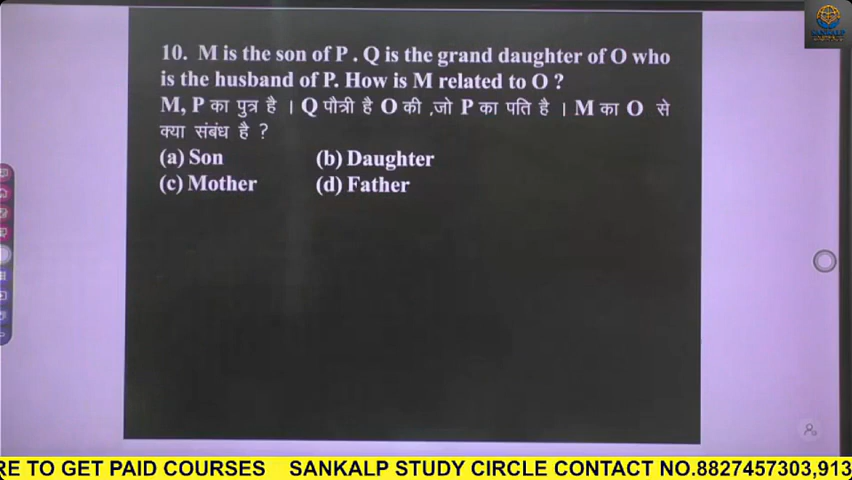 SANKALP
10. M is the son of P . Q is the grand daughter of O who
is the husband of P. How is M related to O ?
M, P का पुत्र है । Q पौत्री है O की ,जो P का पति है । M का O से
क्या संबंध है ?
(a) Son (b) Daughter
(c) Mother (d) Father
RE TO GET PAID COURSES SANKALP STUDY CIRCLE CONTACT NO.8827457303,913